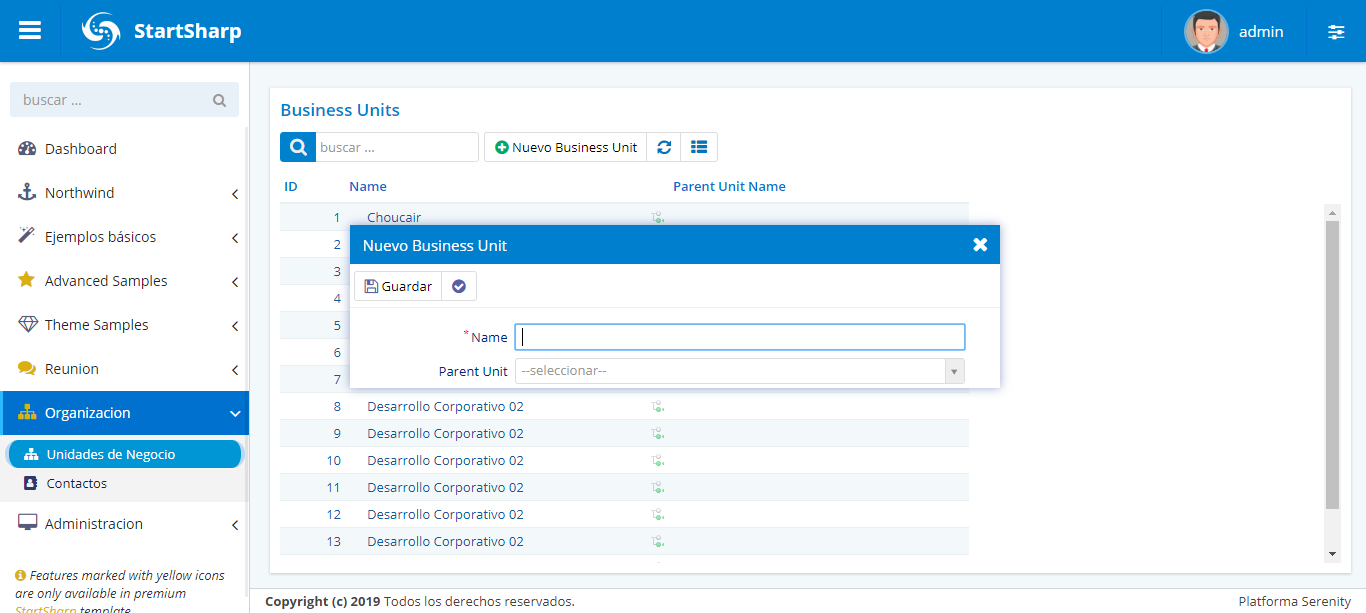 StartSharp
admin
buscar ...
Dashboard
Northwind
Ejemplos básicos
Advanced Samples
Theme Samples
Reunion
Organizacion
Unidades de Negocio
Contactos
Administracion
Features marked with yellow icons
are only available in premium
StartSharp template
Business Units
buscar ...
Nuevo Business Unit
ID Name Parent Unit Name
1 Choucair
2
3
4
5
6
7
Nuevo Business Unit
Guardar
*Name
Parent Unit --seleccionar--
8 Desarrollo Corporativo 02
9 Desarrollo Corporativo 02
10 Desarrollo Corporativo 02
11 Desarrollo Corporativo 02
12 Desarrollo Corporativo 02
13 Desarrollo Corporativo 02
Copyright (c) 2019 Todos los derechos reservados.
Platforma Serenity